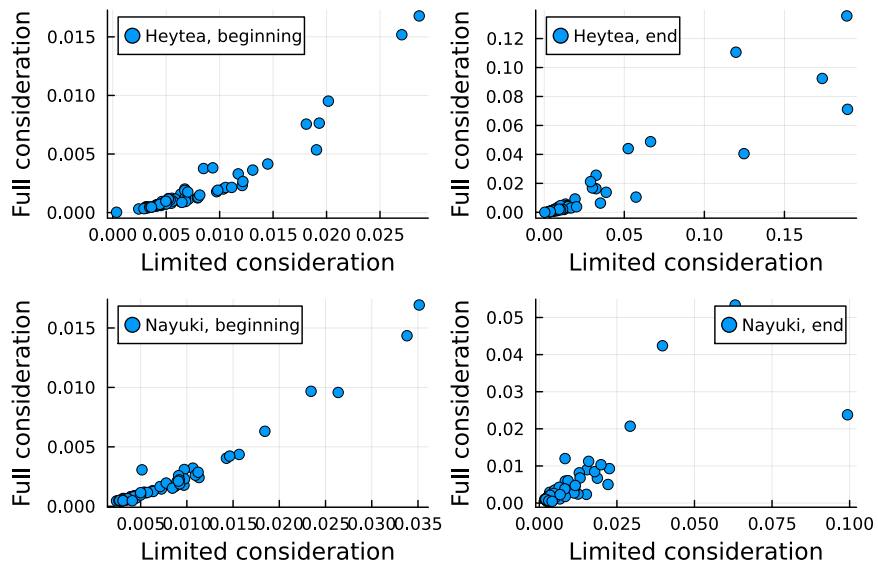 Full consideration
0.015
0.010
0.005
0.000
Heytea, beginning
0.000 0.005 0.010 0.015 0.020 0.025
Limited consideration
Full consideration
0.12
0.10
0.08
0.06
0.04
0.02
0.00
Heytea, end
0.00 0.05 0.10 0.15
Limited consideration
Full consideration
0.015
0.010
0.005
0.000
Nayuki, beginning
0.005 0.010 0.015 0.020 0.025 0.030 0.035
Limited consideration
Full consideration
0.05
0.04
0.03
0.02
0.01
0.00
Nayuki, end
0.000 0.025 0.050 0.075 0.100
Limited consideration